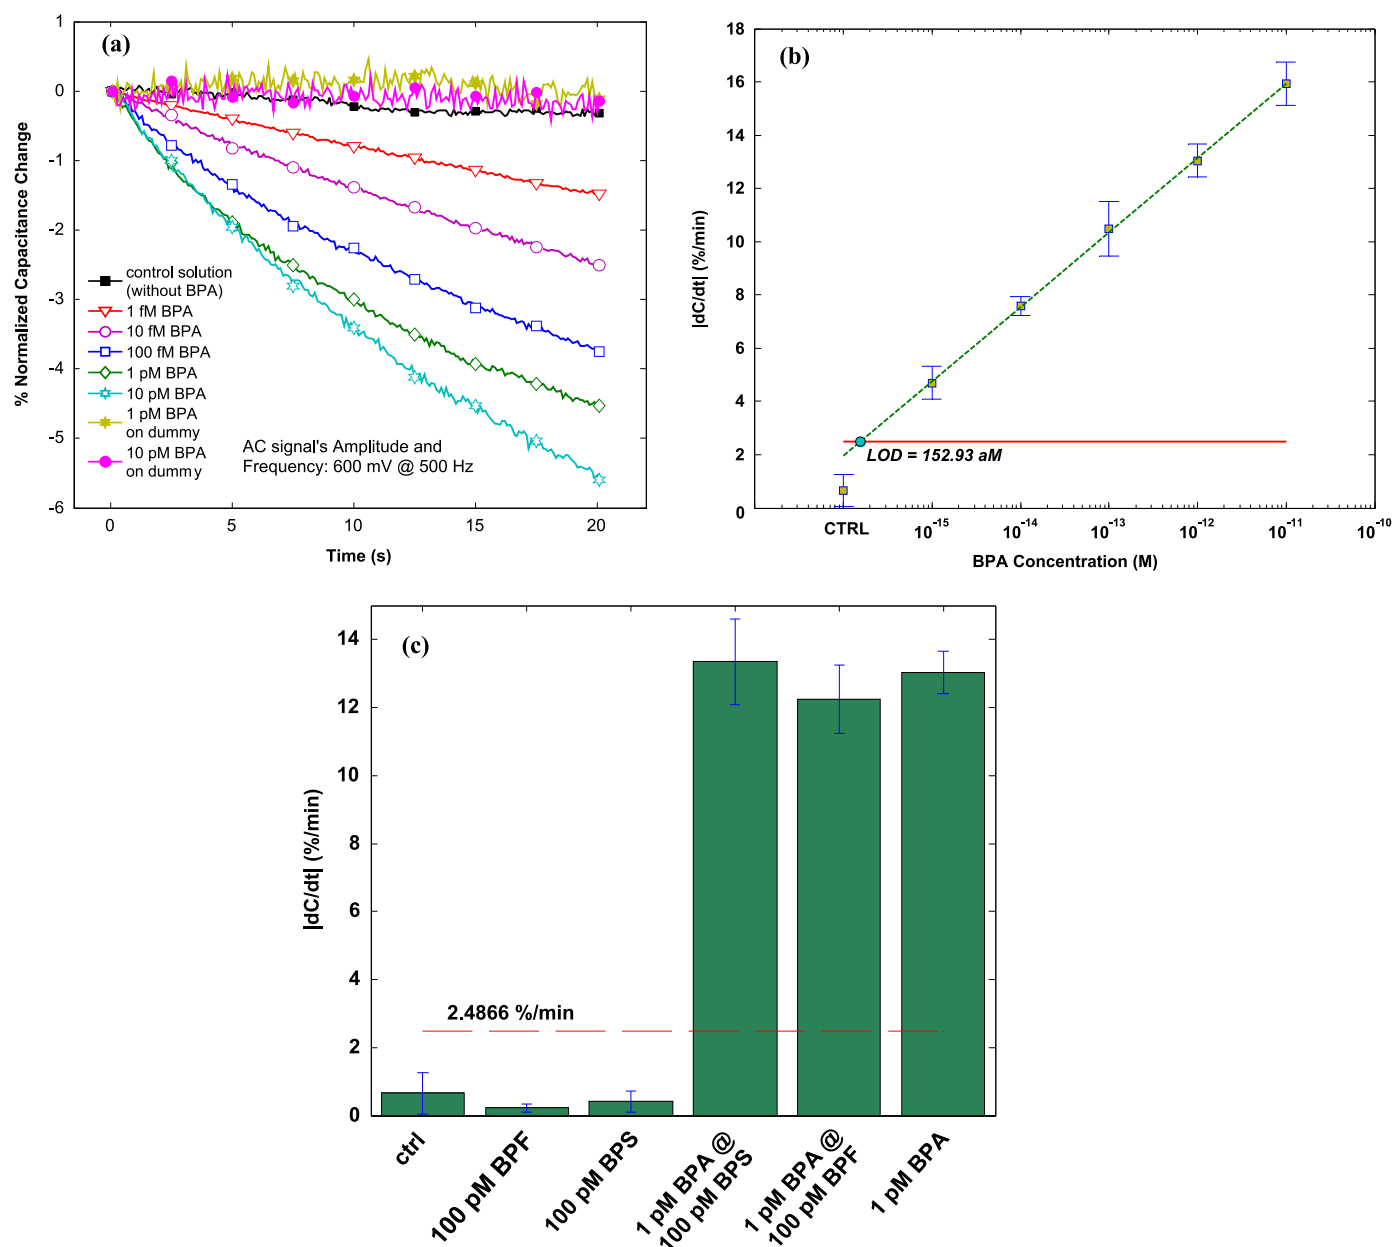 (a)
1
0
-1
-2
-3
-4
-5
-6
% Normalized Capacitance Change
control solution
(without BPA)
1 fM BPA
10 fM BPA
100 fM BPA
1 pM BPA
10 pM BPA
1 pM BPA
on dummy
10 pM BPA
on dummy
AC signal's Amplitude and
Frequency: 600 mV @ 500 Hz
0
5
10
15
20
Time (s)
(b)
18
16
14
12
10
8
6
4
2
0
|dC/dt| (%/min)
LOD = 152.93 aM
CTRL
10⁻¹⁵
10⁻¹⁴
10⁻¹³
10⁻¹²
10⁻¹¹
10⁻¹⁰
BPA Concentration (M)
(c)
14
12
10
8
6
4
2
0
|dC/dt| (%/min)
2.4866 %/min
ctrl
100 pM BPF
100 pM BPS
1 pM BPA @
100 pM BPS
1 pM BPA @
100 pM BPF
1 pM BPA